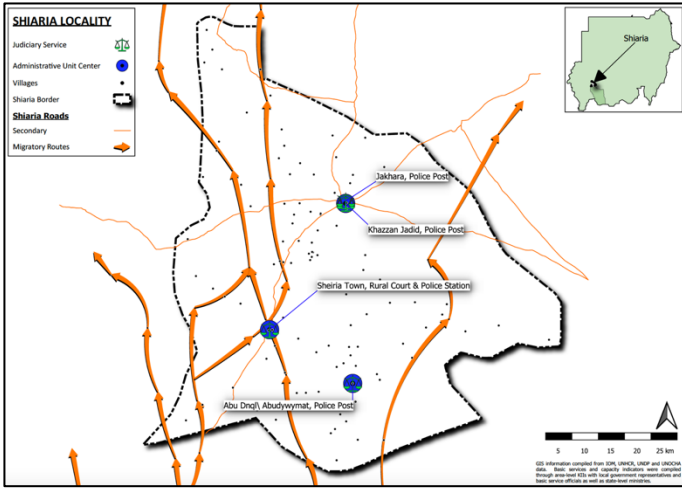 SHIARIA LOCALITY
Judiciary Service
Administrative Unit Center
Villages
Shiaria Border
Shiaria Roads
Secondary
Migratory Routes
Shiaria
Jakhara, Police Post
Khazzan Jadid, Police Post
Sheiria Town, Rural Court & Police Station
Abu Dnql\ Abudywymat, Police Post
5 10 15 20 25 km
GIS information compiled from IOM, UNHCR, UNDP and UNOCHA
data. Basic services and capacity indicators were compiled
through area-level KIIs with local government representatives and
basic service officials as well as state-level ministries.